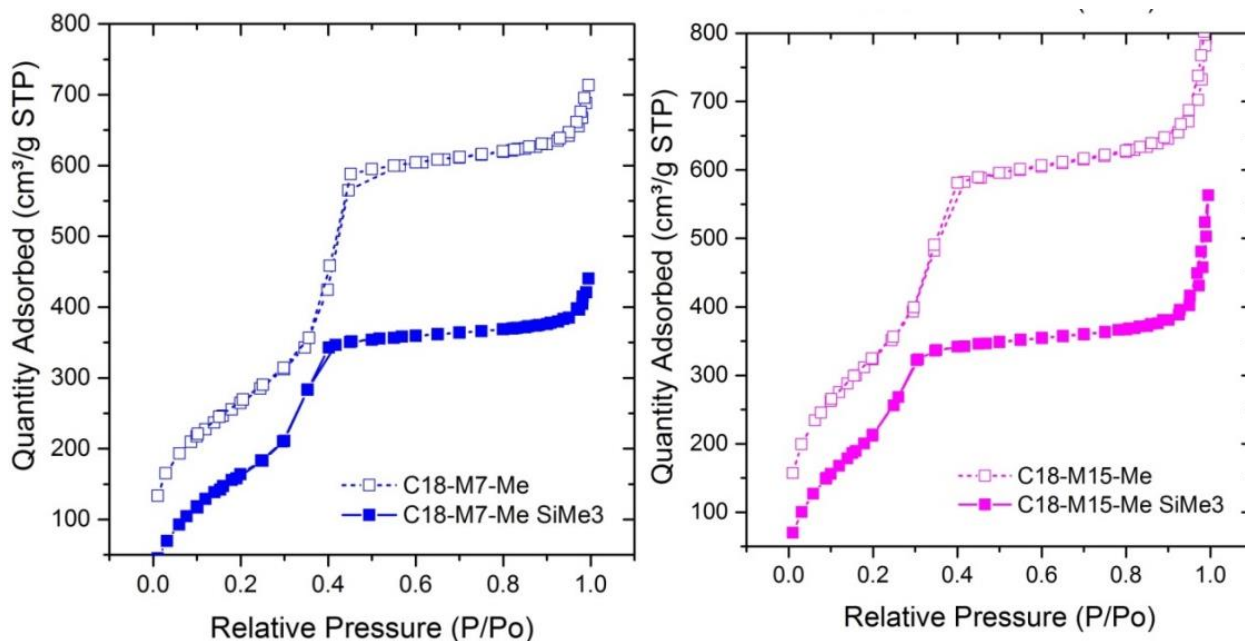 800
700
600
500
400
300
200
100
Quantity Adsorbed (cm³/g STP)
C18-M7-Me
C18-M7-Me SiMe3
0.0 0.2 0.4 0.6 0.8 1.0
Relative Pressure (P/Po)
800
700
600
500
400
300
200
100
Quantity Adsorbed (cm³/g STP)
C18-M15-Me
C18-M15-Me SiMe3
0.0 0.2 0.4 0.6 0.8 1.0
Relative Pressure (P/Po)